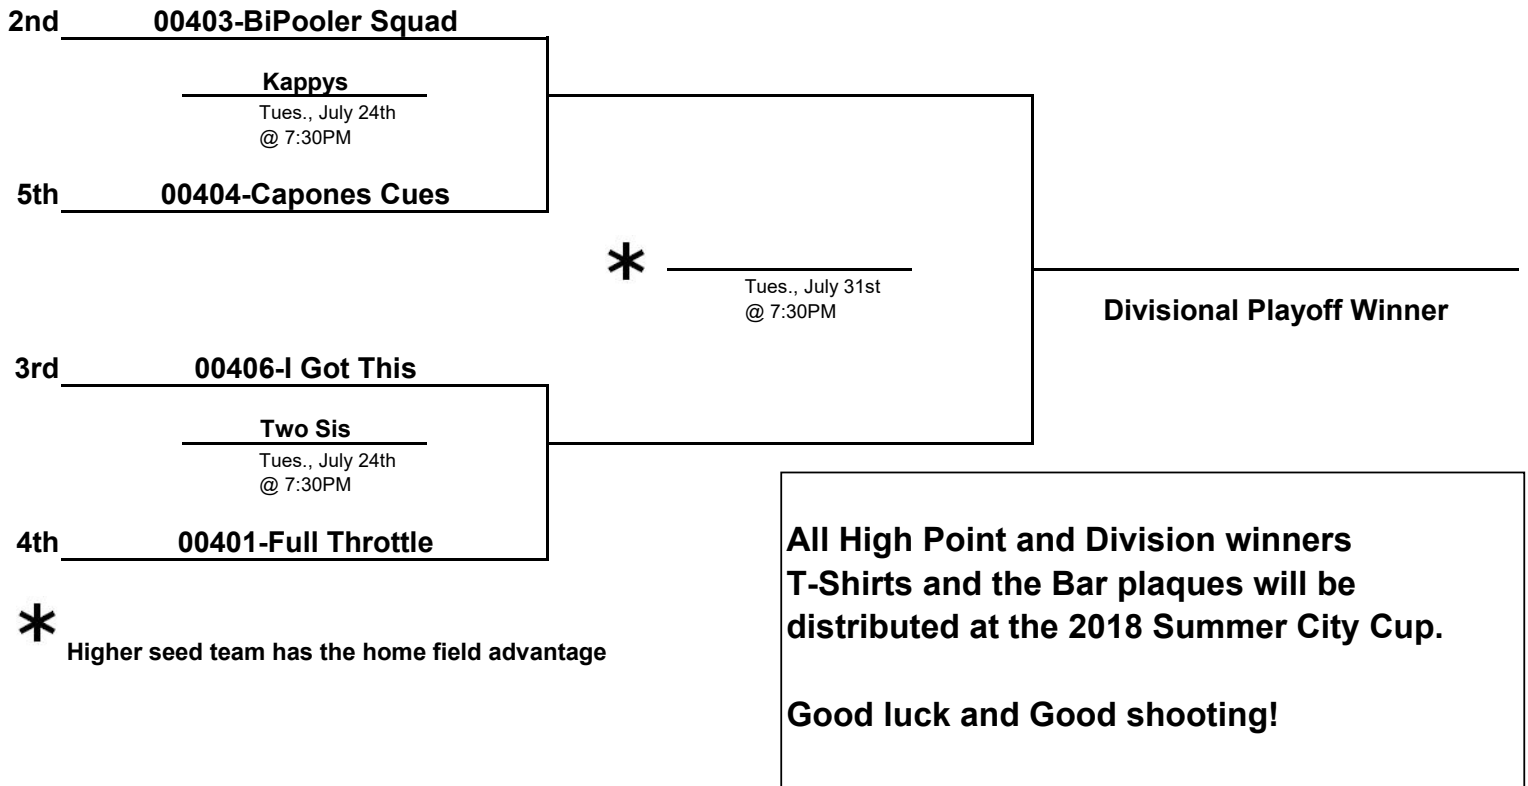 2nd 00403-BiPooler Squad
Kappys
Tues., July 24th
@ 7:30PM
5th 00404-Capones Cues
*
Tues., July 31st
@ 7:30PM
Divisional Playoff Winner
3rd 00406-I Got This
Two Sis
Tues., July 24th
@ 7:30PM
4th 00401-Full Throttle
* Higher seed team has the home field advantage
All High Point and Division winners
T-Shirts and the Bar plaques will be
distributed at the 2018 Summer City Cup.
Good luck and Good shooting!